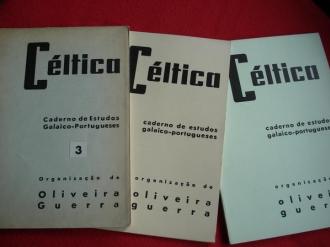 Céltica
Caderno de Estudos
Galaico-Portugueses
3
Organização de
Oliveira
Guerra
Céltica
caderno de estudos
galaico-portugueses
organização de
oliveira
guerra
Céltica
caderno de estudos
galaico-portugueses
organização de
oliveira
guerra